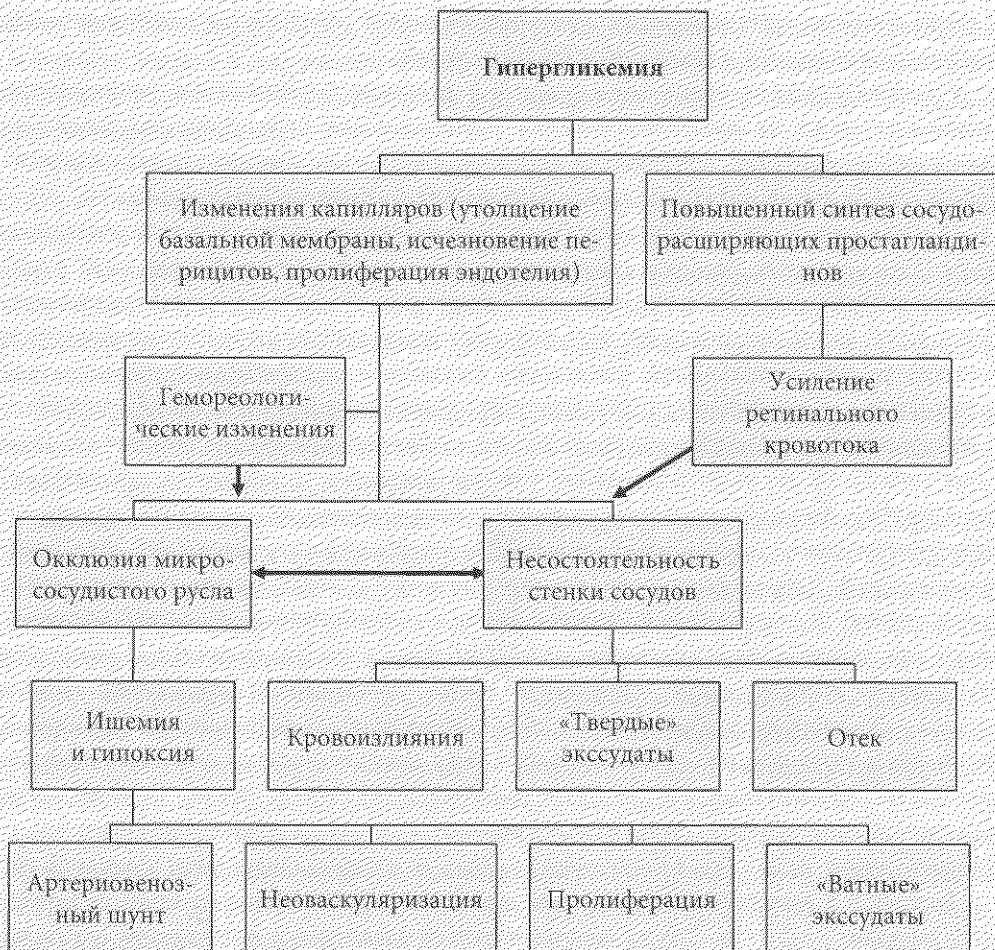 Гипергликемия
Изменения капилляров (утолщение
базальной мембраны, исчезновение пе-
рицитов, пролиферация эндотелия)
Повышенный синтез сосудо-
расширяющих простагланди-
нов
Гемореологи-
ческие изменения
Усиление
ретинального
кровотока
Окклюзия микро-
сосудистого русла
Несостоятельность
стенки сосудов
Ишемия
и гипоксия
Кровоизлияния
«Твердые»
экссудаты
Отек
Артериовеноз-
ный шунт
Неоваскуляризация
Пролиферация
«Ватные»
экссудаты